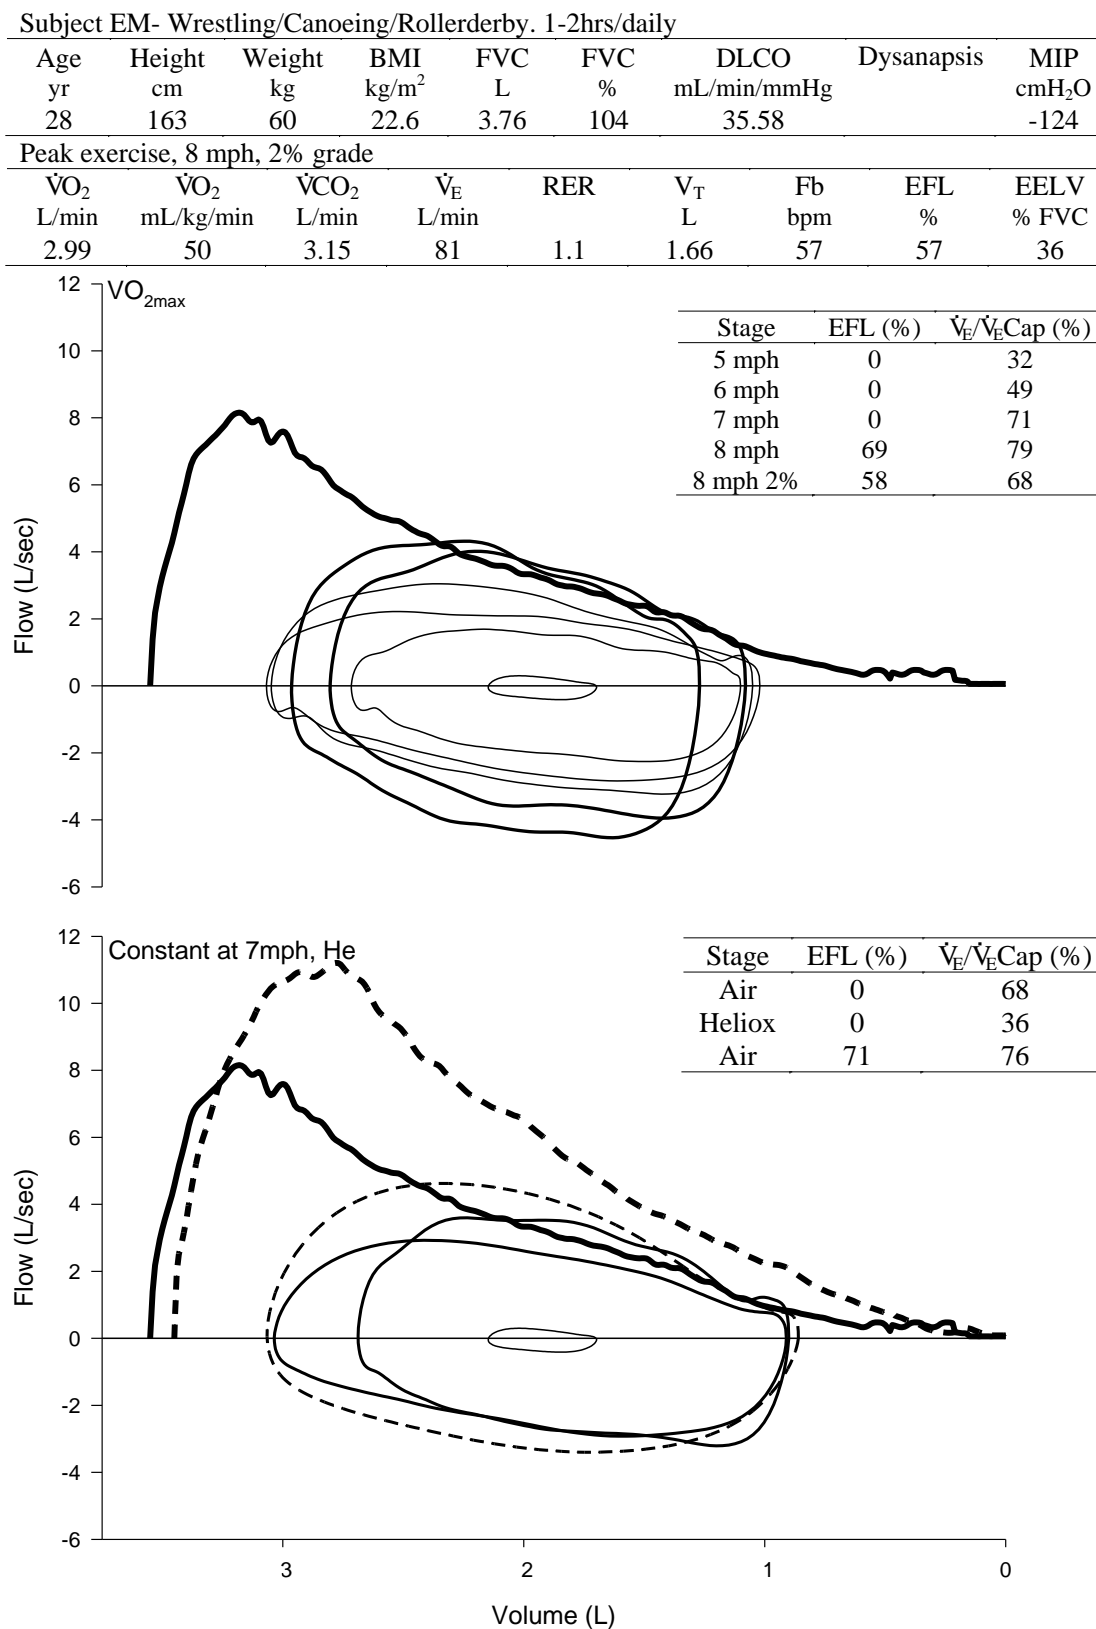 Subject EM- Wrestling/Canoeing/Rollerderby. 1-2hrs/daily
Age Height Weight BMI FVC FVC DLCO Dysanapsis MIP
yr cm kg kg/m² L % mL/min/mmHg cmH₂O
28 163 60 22.6 3.76 104 35.58 -124
Peak exercise, 8 mph, 2% grade
V̇O₂ V̇O₂ V̇CO₂ V̇E RER VT Fb EFL EELV
L/min mL/kg/min L/min L/min L bpm % % FVC
2.99 50 3.15 81 1.1 1.66 57 57 36
12
VO₂max
Stage EFL (%) V̇E/V̇ECap (%)
5 mph 0 32
6 mph 0 49
7 mph 0 71
8 mph 69 79
8 mph 2% 58 68
10
8
6
4
2
0
-2
-4
-6
Flow (L/sec)
12
Constant at 7mph, He
Stage EFL (%) V̇E/V̇ECap (%)
Air 0 68
Heliox 0 36
Air 71 76
10
8
6
4
2
0
-2
-4
-6
Flow (L/sec)
3 2 1 0
Volume (L)